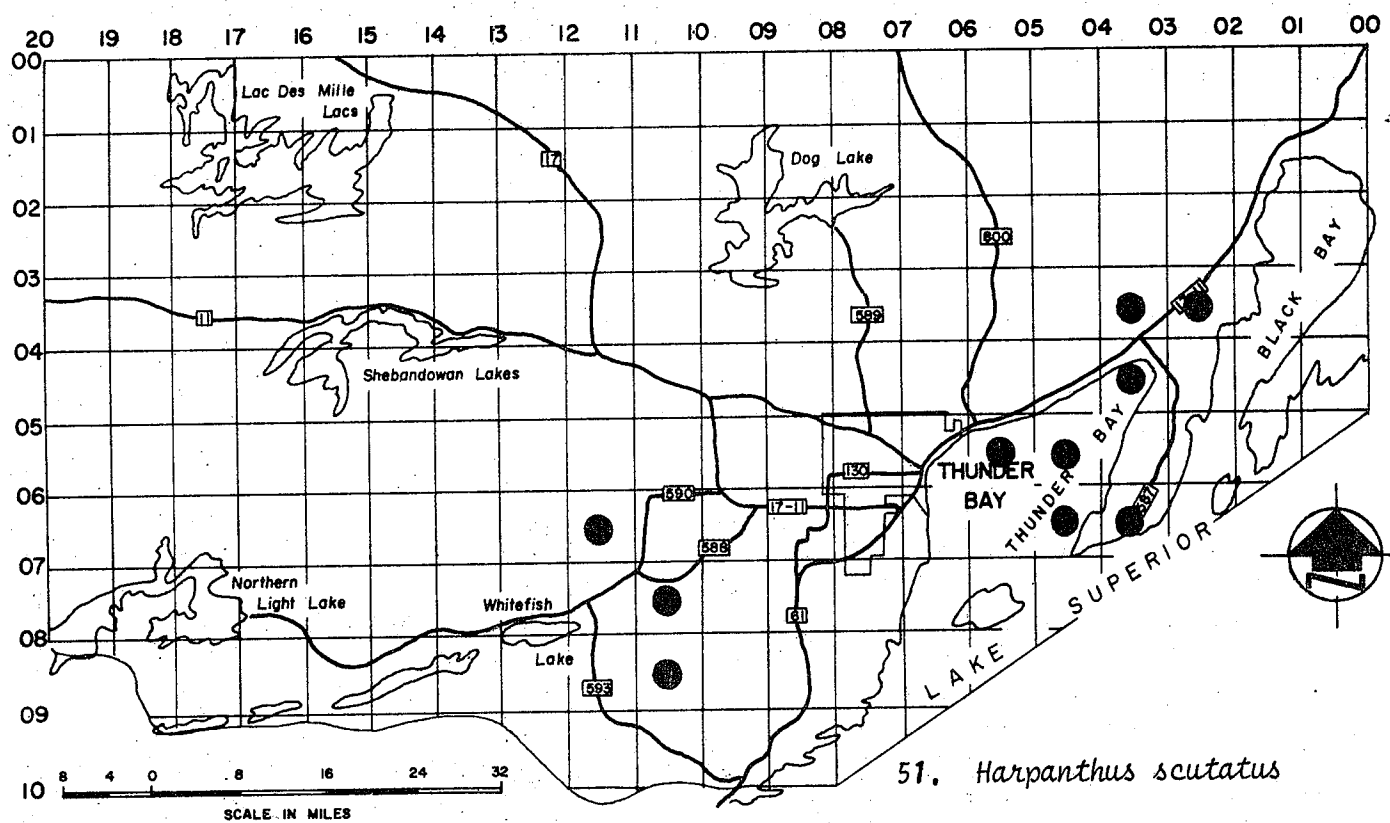 20 19 18 17 16 15 14 13 12 11 10 09 08 07 06 05 04 03 02 01 00
00
Lac Des Mille
Lacs
01
17
Dog Lake
02
800
BAY
03
11
589
BLACK
04
Shebandowan Lakes
05
BAY
130
THUNDER
BAY
THUNDER
06
590
17-11
587
588
07
Northern
Light Lake
Whitefish
Lake
61
LAKE SUPERIOR
08
593
09
10
8 4 0 8 16 24 32
SCALE IN MILES
N
51. Harpanthus scutatus